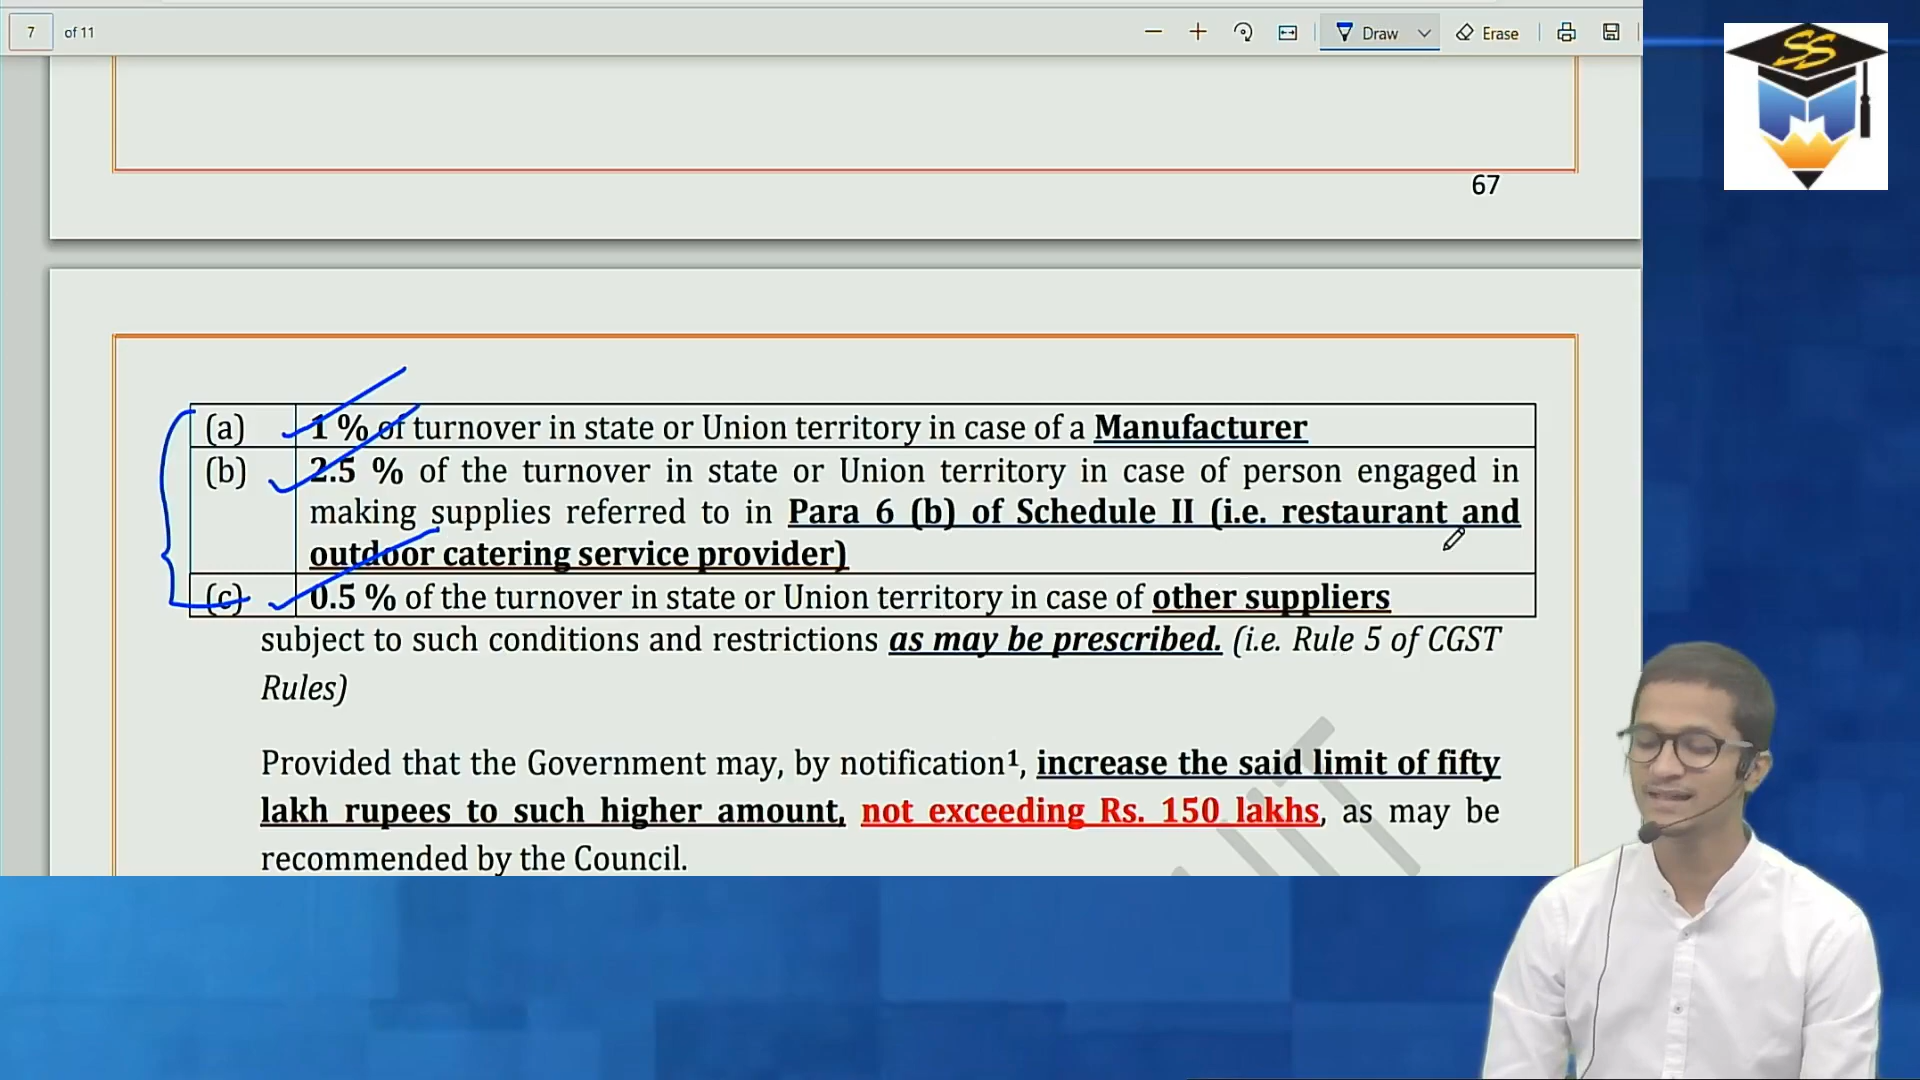 7 of 11
Draw
Erase
SS
67
(a) 1 % of turnover in state or Union territory in case of a Manufacturer
(b) 2.5 % of the turnover in state or Union territory in case of person engaged in
making supplies referred to in Para 6 (b) of Schedule II (i.e. restaurant and
outdoor catering service provider)
(c) 0.5 % of the turnover in state or Union territory in case of other suppliers
subject to such conditions and restrictions as may be prescribed. (i.e. Rule 5 of CGST
Rules)
Provided that the Government may, by notification¹, increase the said limit of fifty
lakh rupees to such higher amount, not exceeding Rs. 150 lakhs, as may be
recommended by the Council.